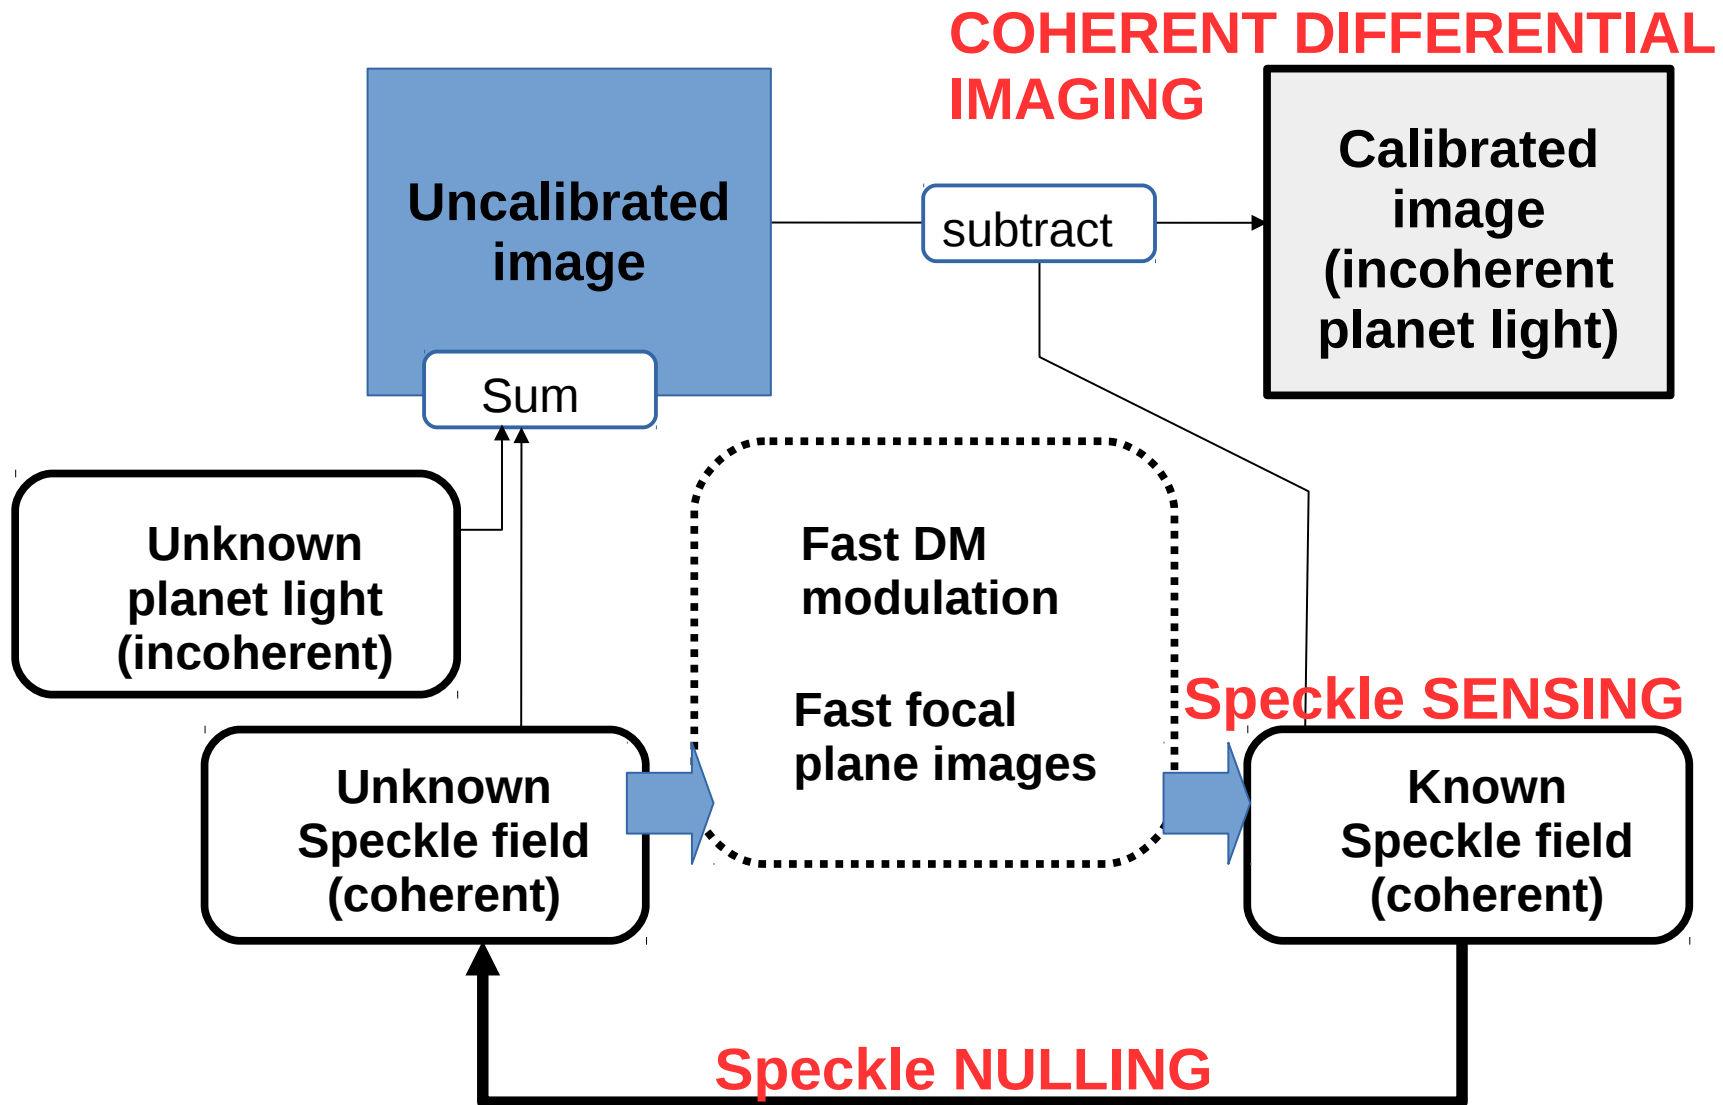 COHERENT DIFFERENTIAL
IMAGING
Uncalibrated
image
subtract
Calibrated
image
(incoherent
planet light)
Sum
Unknown
planet light
(incoherent)
Fast DM
modulation
Fast focal
plane images
Speckle SENSING
Unknown
Speckle field
(coherent)
Known
Speckle field
(coherent)
Speckle NULLING